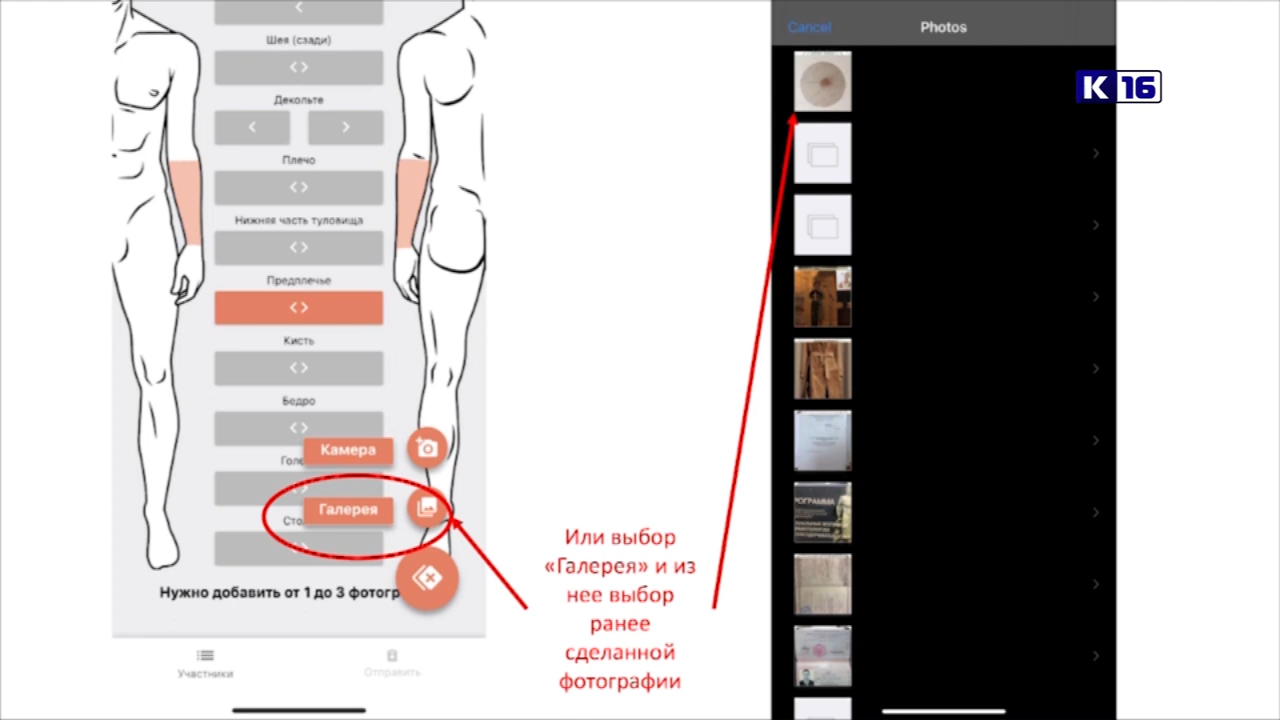 Шея (сзади)
Декольте
Плечо
Нижняя часть туловища
Предплечье
Кисть
Бедро
Камера
Галерея
Нужно добавить от 1 до 3
Участники
Отправить
Или выбор
«Галерея» и из
нее выбор
ранее
сделанной
фотографии
Cancel
Photos
К 16